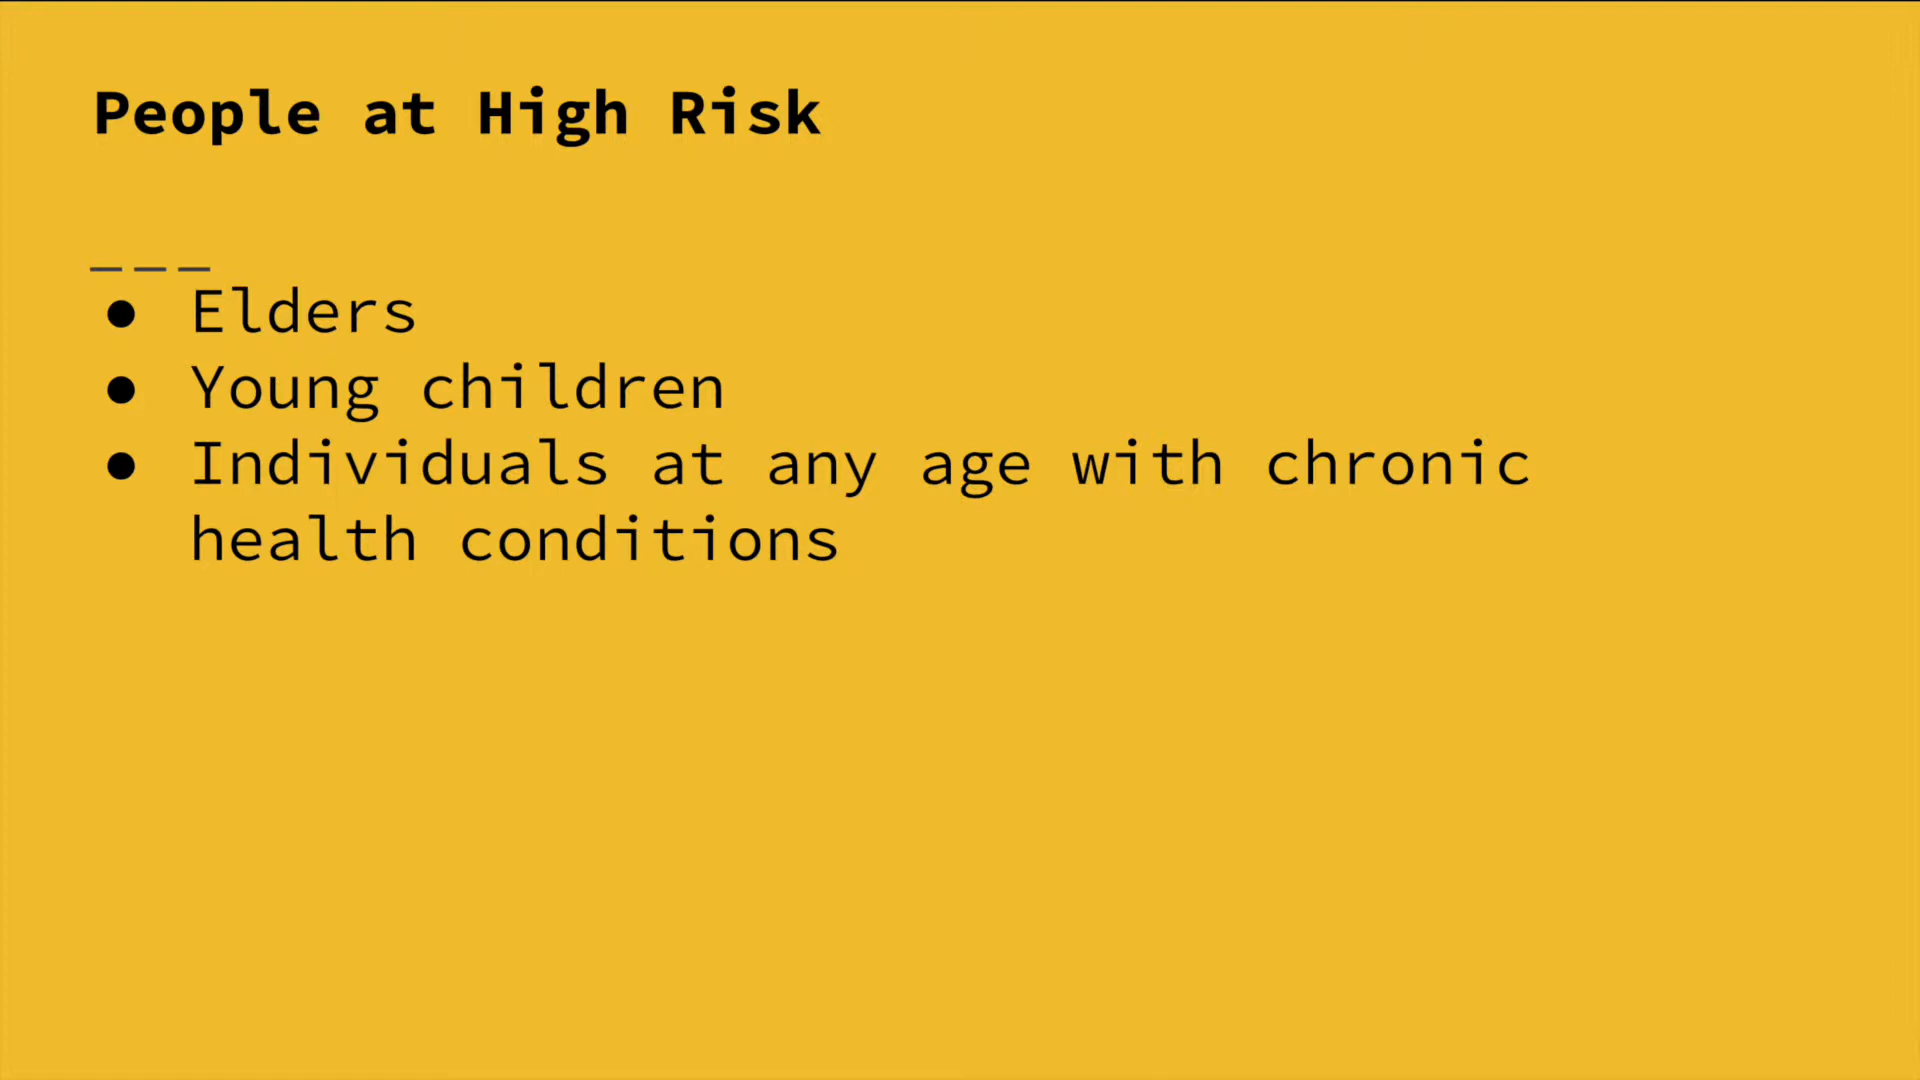 People at High Risk
● Elders
● Young children
● Individuals at any age with chronic
health conditions